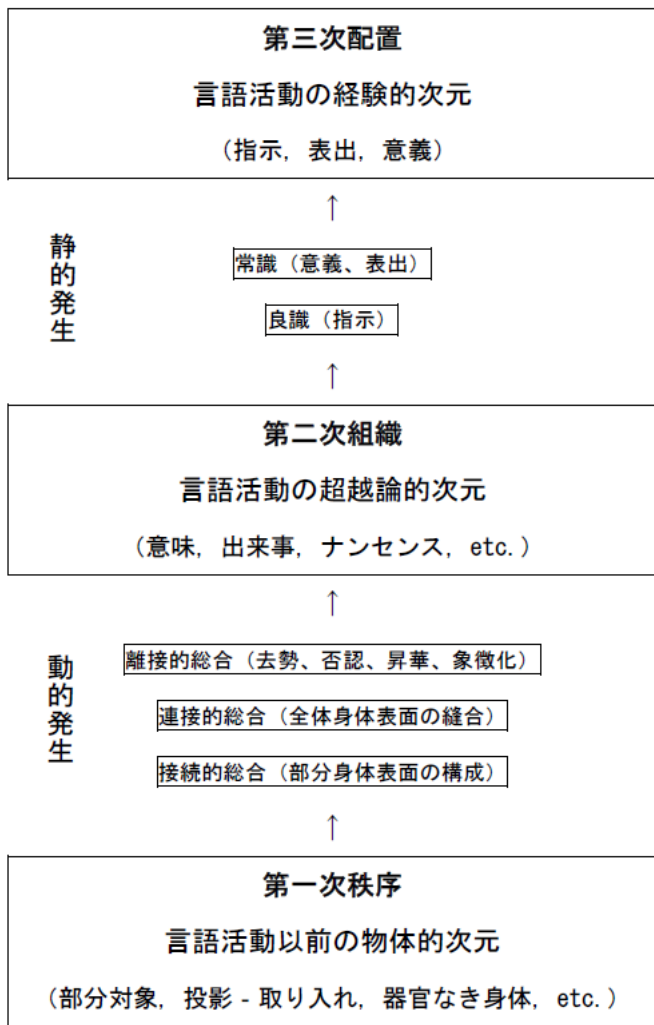 第三次配置
言語活動の経験的次元
(指示, 表出, 意義)
↑
静的発生
常識(意義、表出)
良識(指示)
↑
第二次組織
言語活動の超越論的次元
(意味, 出来事, ナンセンス, etc.)
↑
動的発生
離接的総合(去勢、否認、昇華、象徴化)
連接的総合(全体身体表面の縫合)
接続的総合(部分身体表面の構成)
↑
第一次秩序
言語活動以前の物体的次元
(部分対象, 投影 - 取り入れ, 器官なき身体, etc.)